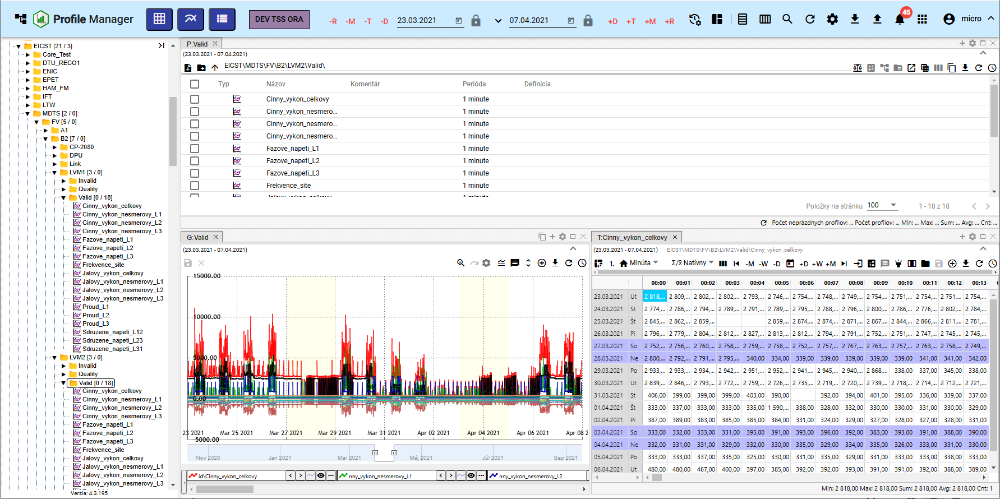 Profile Manager
DEV TSS ORA
-R -M -T -D 23.03.2021 07.04.2021 +D +T +M +R
45
micro
EICST [21 / 3]
Core_Test
DTU_RECO1
ENIC
EPET
HAM_FM
IFT
LTW
MDTS [2 / 0]
FV [5 / 0]
A1
B2 [7 / 0]
CP-2080
DPU
Link
LVM1 [3 / 0]
Invalid
Quality
Valid [0 / 18]
Cinny_vykon_celkovy
Cinny_vykon_nesmerovy_L1
Cinny_vykon_nesmerovy_L2
Cinny_vykon_nesmerovy_L3
Fazove_napeti_L1
Fazove_napeti_L2
Fazove_napeti_L3
Frekvence_site
Jalovy_vykon_celkovy
Jalovy_vykon_nesmerovy_L1
Jalovy_vykon_nesmerovy_L2
Jalovy_vykon_nesmerovy_L3
Proud_L1
Proud_L2
Proud_L3
Sdruzene_napeti_L12
Sdruzene_napeti_L23
Sdruzene_napeti_L31
LVM2 [3 / 0]
Invalid
Quality
Valid [0 / 18]
Cinny_vykon_celkovy
Cinny_vykon_nesmerovy_L1
Cinny_vykon_nesmerovy_L2
Cinny_vykon_nesmerovy_L3
Fazove_napeti_L1
Fazove_napeti_L2
Fazove_napeti_L3
Frekvence_site
Jalovy_vykon_celkovy
Jalovy_vykon_nesmerovy_L1
Jalovy_vykon_nesmerovy_L2
Jalovy_vykon_nesmerovy_L3
Verzia: 4.3.195
P:Valid
(23.03.2021 - 07.04.2021)
EICST\MDTS\FV\B2\LVM2\Valid\
Typ Názov Komentár Perióda Definícia
Cinny_vykon_celkovy 1 minute
Cinny_vykon_nesmero... 1 minute
Cinny_vykon_nesmero... 1 minute
Cinny_vykon_nesmero... 1 minute
Fazove_napeti_L1 1 minute
Fazove_napeti_L2 1 minute
Fazove_napeti_L3 1 minute
Frekvence_site 1 minute
Položky na stránku 100 1 - 18 z 18
Počet neprázdnych profilov: ... Počet profilov: ... Min: ... Max: ... Sum: ... Avg: ... Cnt: ...
G:Valid
(23.03.2021 - 07.04.2021)
15000.00
10000.00
5000.00
0.00
-5000.00
23 2021 Mar 25 2021 Mar 27 2021 Mar 29 2021 Mar 31 2021 Apr 02 2021 Apr 04 2021 Apr 06 2021 Apr 08 2
Nov 2020 Jan 2021 Mar 2021 Máj 2021 Júl 2021 Sep 2021
id\Cinny_vykon_celkovy nny_vykon_nesmerovy_L1 nny_vykon_nesmerovy_L2
T:Cinny_vykon_celkovy
(23.03.2021 - 07.04.2021) EICST\MDTS\FV\B2\LVM2\Valid\Cinny_vykon_celkovy
1. Minúta Σ/x̄ Natívny -M -W -D +D +W +M
00:00 00:01 00:02 00:03 00:04 00:05 00:06 00:07 00:08 00:09 00:10 00:11 00:12 00:13 0
23.03.2021 Ut 2 818,... 2 809,... 2 802,... 2 802,... 2 793,... 2 746,... 2 754,... 2 748,... 2 749,... 2 754,... 2 751,... 2 754,... 2 751,... 2 754,...
24.03.2021 St 2 774,... 2 786,... 2 794,... 2 789,... 2 791,... 2 789,... 2 795,... 2 788,... 2 796,... 2 800,... 2 786,... 2 776,... 2 802,... 2 784,...
25.03.2021 Št 2 845,... 2 862,... 2 859,... 2 859,... 2 874,... 2 874,... 2 871,... 2 867,... 2 844,... 2 866,... 2 811,... 2 781,...
26.03.2021 Pi 2 796,... 2 779,... 2 804,... 2 812,... 2 827,... 2 813,... 2 812,... 2 794,... 2 791,... 2 752,... 2 751,... 2 747,... 2 745,... 2 745,...
27.03.2021 So 2 752,... 2 756,... 2 760,... 2 758,... 2 759,... 2 758,... 2 752,... 2 757,... 2 767,... 2 763,... 2 757,... 2 763,... 2 758,... 2 749,...
28.03.2021 Ne 2 800,... 2 792,... 2 791,... 2 795,... 340,00 334,00 339,00 339,00 339,00 339,00 339,00 341,00 341,00 342,00
29.03.2021 Po 2 933,... 2 933,... 2 934,... 2 942,... 2 951,... 2 952,... 2 941,... 2 945,... 2 940,... 2 868,... 338,00 337,00 345,00 338,00
30.03.2021 Ut 2 839,... 2 846,... 2 793,... 2 772,... 2 759,... 2 726,... 2 735,... 2 719,... 2 720,... 2 739,... 2 718,... 2 714,... 2 712,... 2 721,...
31.03.2021 St 406,00 399,00 399,00 399,00 403,00 390,00 392,00 394,00 401,00 395,00 336,00 339,00 337,00
01.04.2021 Št 333,00 337,00 333,00 333,00 335,00 1 590,... 338,00 328,00 332,00 330,00 330,00 331,00 330,00 329,00
02.04.2021 Pi 387,00 389,00 383,00 385,00 385,00 384,00 331,00 324,00 329,00 327,00 328,00 327,00 328,00 331,00
03.04.2021 So 333,00 332,00 333,00 331,00 395,00 391,00 393,00 396,00 392,00 383,00 393,00 391,00 388,00 390,00
04.04.2021 Ne 332,00 331,00 331,00 329,00 332,00 330,00 335,00 329,00 334,00 335,00 326,00 333,00 331,00 330,00
05.04.2021 Po 333,00 333,00 337,00 335,00 325,00 330,00 331,00 335,00 329,00 331,00 333,00 333,00 335,00 330,00
06.04.2021 Ut 480,00 480,00 467,00 400,00 397,00 385,00 392,00 392,00 393,00 391,00 391,00 392,00 388,00 389,00
Min: 2 818,00 Max: 2 818,00 Sum: 2 818,00 Avg: 2 818,00 Cnt: 1